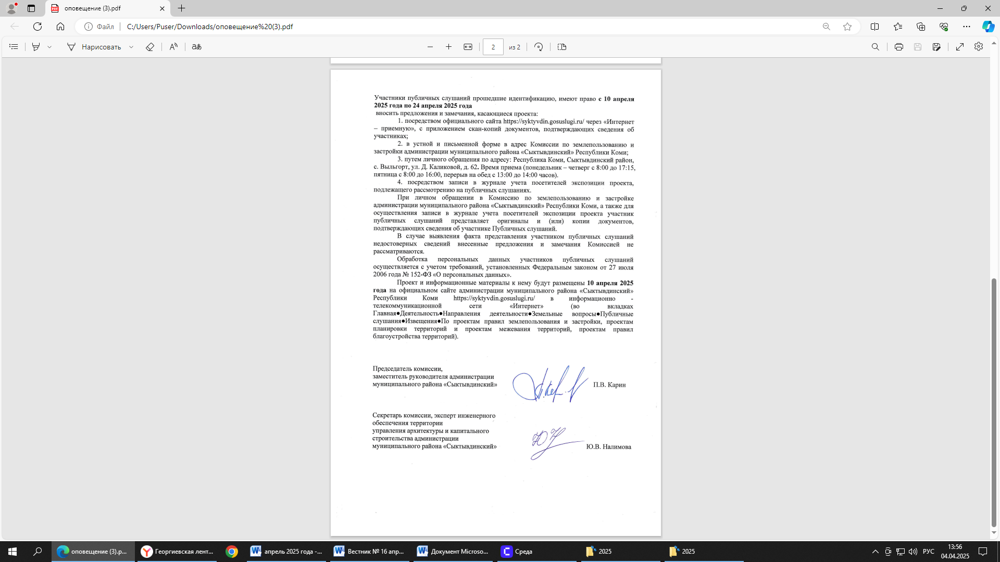 оповещение (3).pdf
Файл
C:/Users/Puser/Downloads/оповещение%20(3).pdf
Нарисовать
2
из 2
Участники публичных слушаний прошедшие идентификацию, имеют право с 10 апреля
2025 года по 24 апреля 2025 года
вносить предложения и замечания, касающиеся проекта:
1. посредством официального сайта https://syktyvdin.gosuslugi.ru/ через «Интернет
– приемную», с приложением скан-копий документов, подтверждающих сведения об
участниках;
2. в устной и письменной форме в адрес Комиссии по землепользованию и
застройки администрации муниципального района «Сыктывдинский» Республики Коми;
3. путем личного обращения по адресу: Республика Коми, Сыктывдинский район,
с. Выльгорт, ул. Д. Каликовой, д. 62. Время приема (понедельник – четверг с 8:00 до 17:15,
пятница с 8:00 до 16:00, перерыв на обед с 13:00 до 14:00 часов).
4. посредством записи в журнале учета посетителей экспозиции проекта,
подлежащего рассмотрению на публичных слушаниях.
При личном обращении в Комиссию по землепользованию и застройке
администрации муниципального района «Сыктывдинский» Республики Коми, а также для
осуществления записи в журнале учета посетителей экспозиции проекта участник
публичных слушаний представляет оригиналы и (или) копии документов,
подтверждающих сведения об участнике Публичных слушаний.
В случае выявления факта представления участником публичных слушаний
недостоверных сведений внесенные предложения и замечания Комиссией не
рассматриваются.
Обработка персональных данных участников публичных слушаний
осуществляется с учетом требований, установленных Федеральным законом от 27 июля
2006 года № 152-ФЗ «О персональных данных».
Проект и информационные материалы к нему будут размещены 10 апреля 2025
года на официальном сайте администрации муниципального района «Сыктывдинский»
Республики Коми https://syktyvdin.gosuslugi.ru/ в информационно -
телекоммуникационной сети «Интернет» (во вкладках
Главная●Деятельность●Направления деятельности●Земельные вопросы●Публичные
слушания●Извещения●По проектам правил землепользования и застройки, проектам
планировки территорий и проектам межевания территорий, проектам правил
благоустройства территорий).
Председатель комиссии,
заместитель руководителя администрации
муниципального района «Сыктывдинский»
П.В. Карин
Секретарь комиссии, эксперт инженерного
обеспечения территории
управления архитектуры и капитального
строительства администрации
муниципального района «Сыктывдинский»
Ю.В. Налимова
оповещение (3).p...
Георгиевская лент...
апрель 2025 года -...
Вестник № 16 апр...
Документ Microso...
Среда
2025
2025
РУС
13:56
04.04.2025